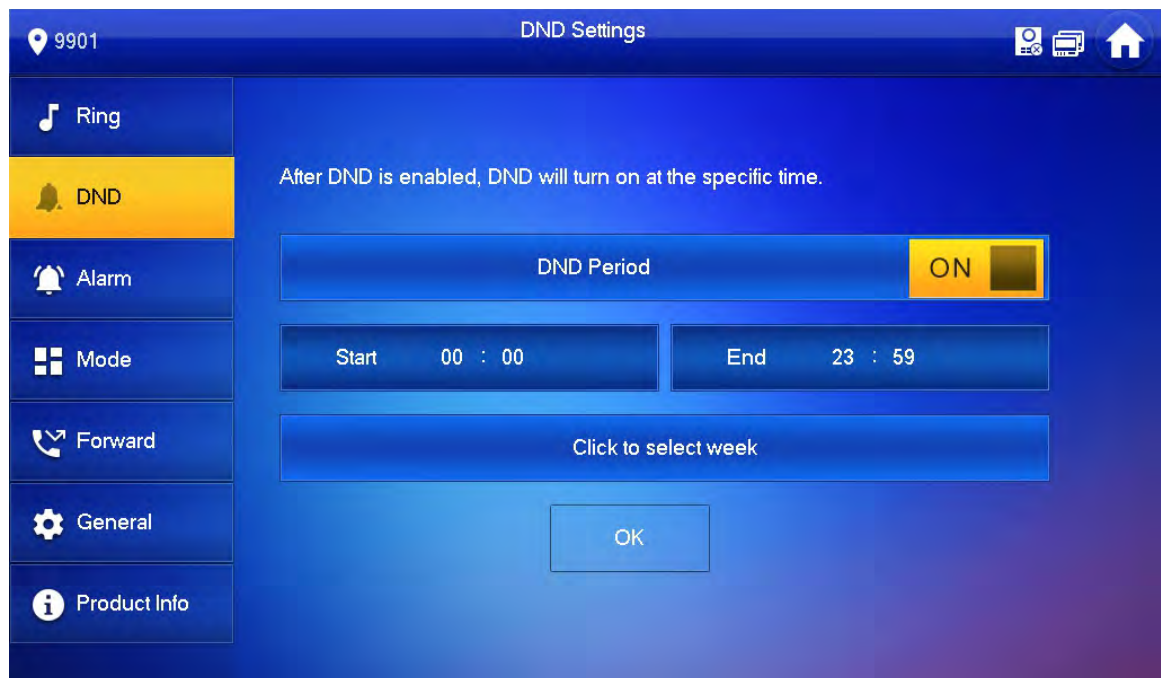 9901
DND Settings
Ring
DND
Alarm
Mode
Forward
General
Product Info
After DND is enabled, DND will turn on at the specific time.
DND Period
ON
Start 00 : 00
End 23 : 59
Click to select week
OK